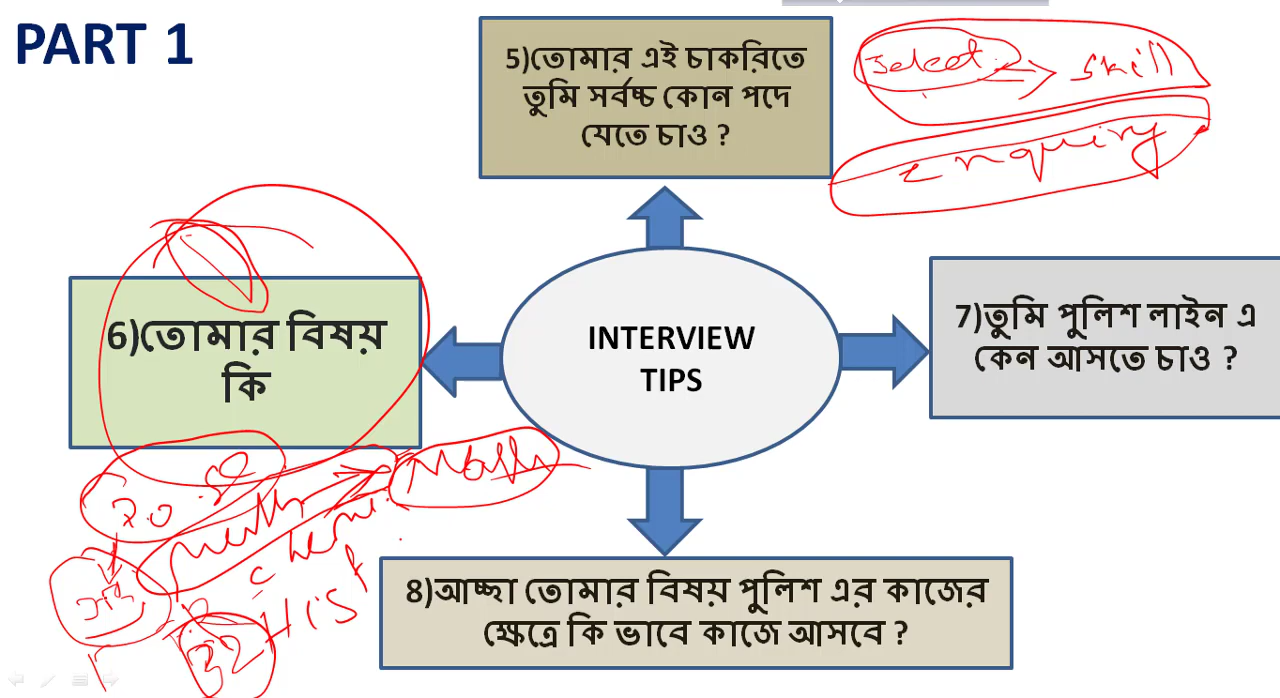 PART 1
5)তোমার এই চাকরিতে
তুমি সর্বচ্চ কোন পদে
যেতে চাও ?
select → skill
enquiry
6)তোমার বিষয়
কি
INTERVIEW
TIPS
7)তুমি পুলিশ লাইন এ
কেন আসতে চাও ?
Math
His
8)আচ্ছা তোমার বিষয় পুলিশ এর কাজের
ক্ষেত্রে কি ভাবে কাজে আসবে ?